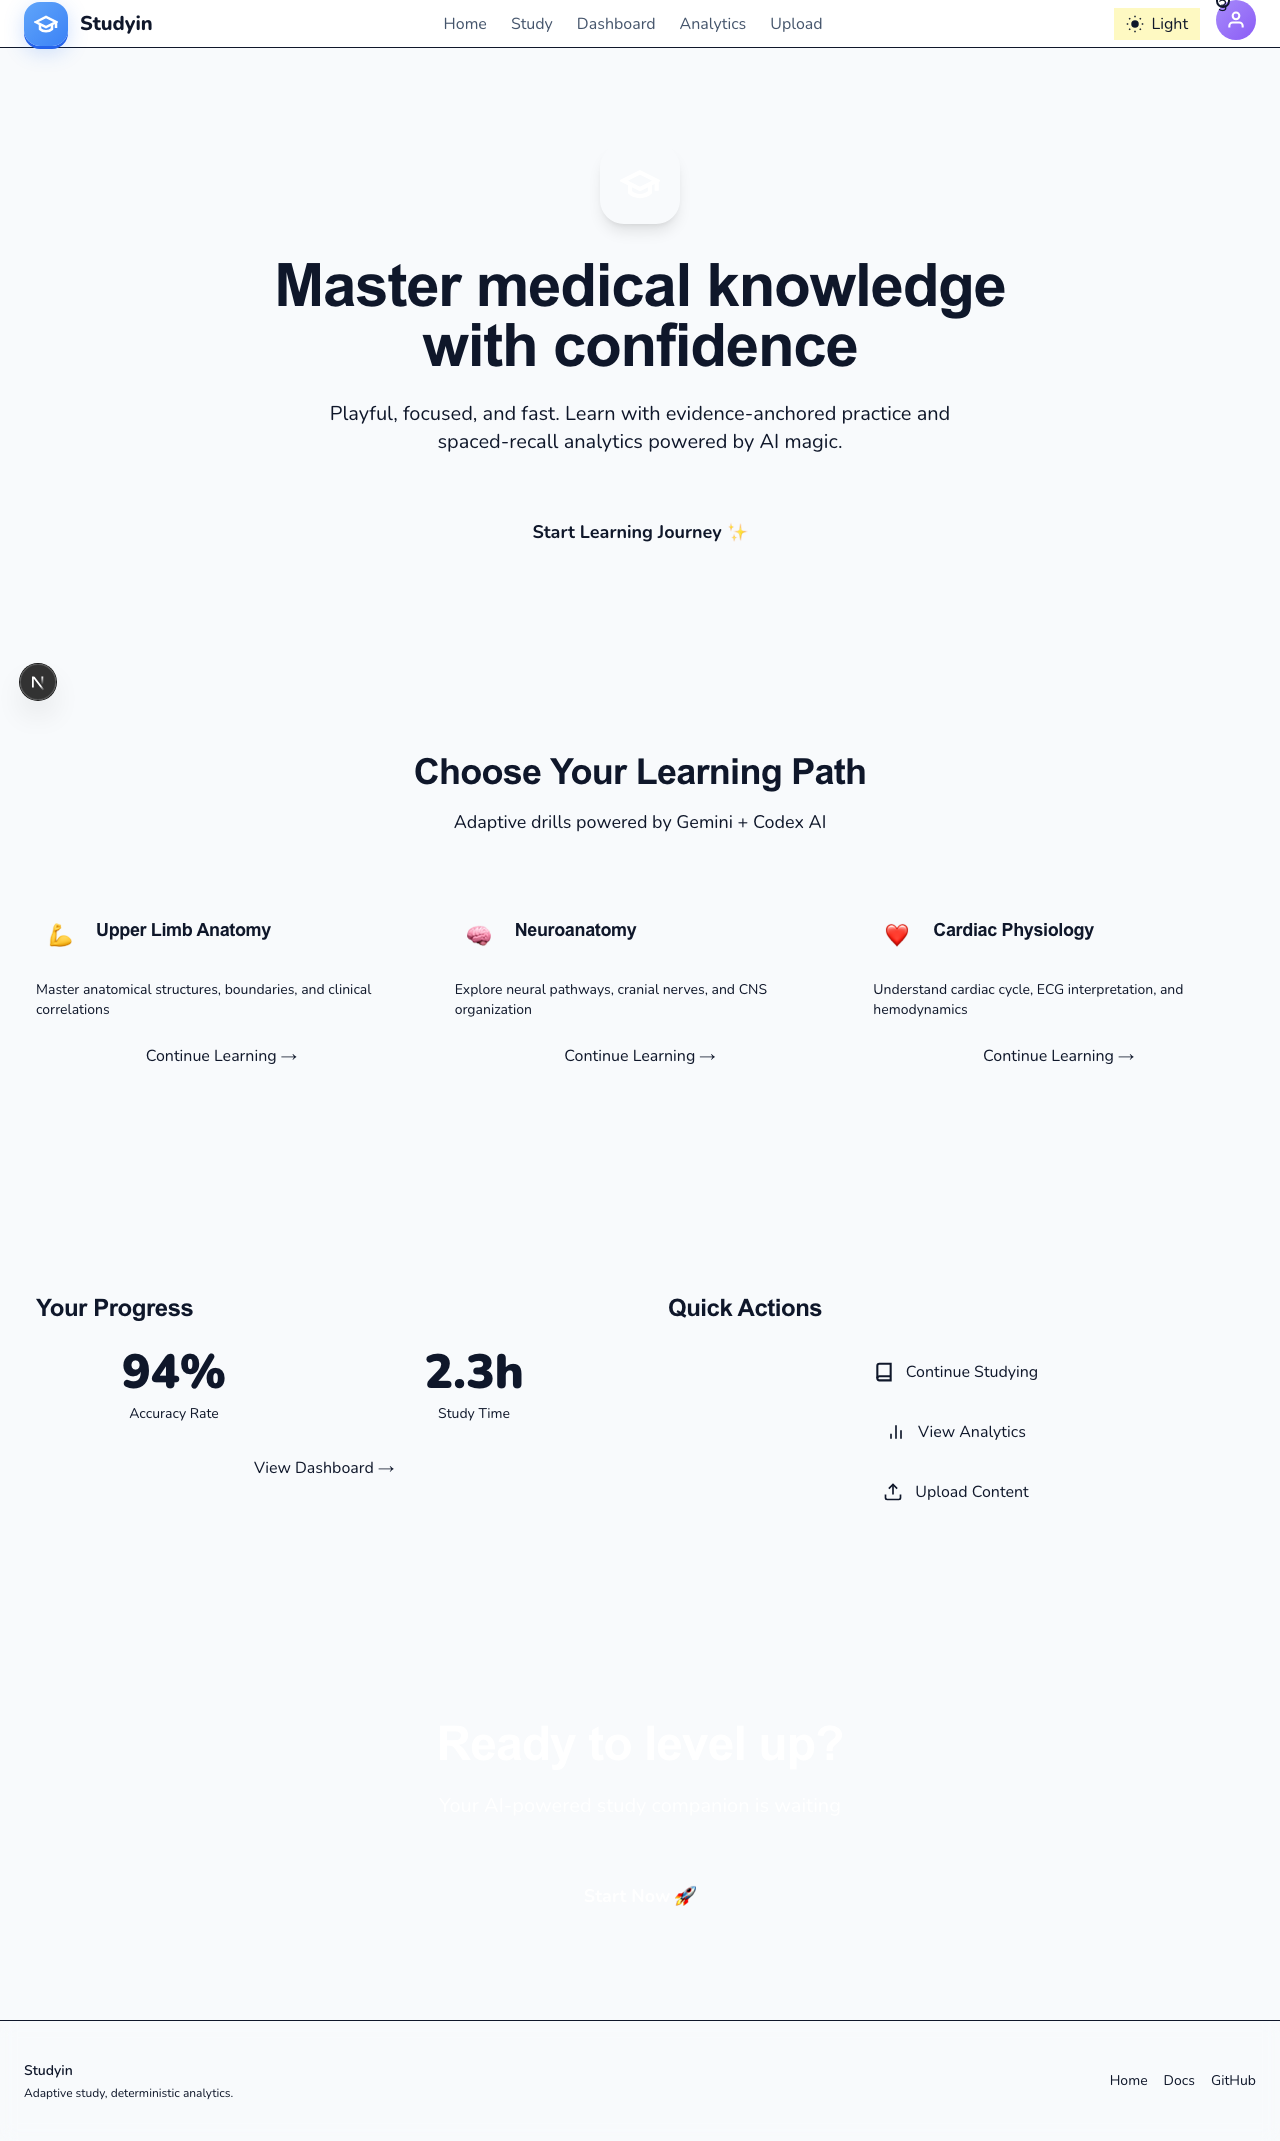 Studyin
Home Study Dashboard Analytics Upload
Light
Master medical knowledge
with confidence
Playful, focused, and fast. Learn with evidence-anchored practice and
spaced-recall analytics powered by AI magic.
Start Learning Journey ✨
N
Choose Your Learning Path
Adaptive drills powered by Gemini + Codex AI
💪 Upper Limb Anatomy
Master anatomical structures, boundaries, and clinical
correlations
Continue Learning →
🧠 Neuroanatomy
Explore neural pathways, cranial nerves, and CNS
organization
Continue Learning →
❤️ Cardiac Physiology
Understand cardiac cycle, ECG interpretation, and
hemodynamics
Continue Learning →
Your Progress
94%
Accuracy Rate
2.3h
Study Time
View Dashboard →
Quick Actions
Continue Studying
View Analytics
Upload Content
Ready to level up?
Your AI-powered study companion is waiting
Start Now 🚀
Studyin
Adaptive study, deterministic analytics.
Home Docs GitHub